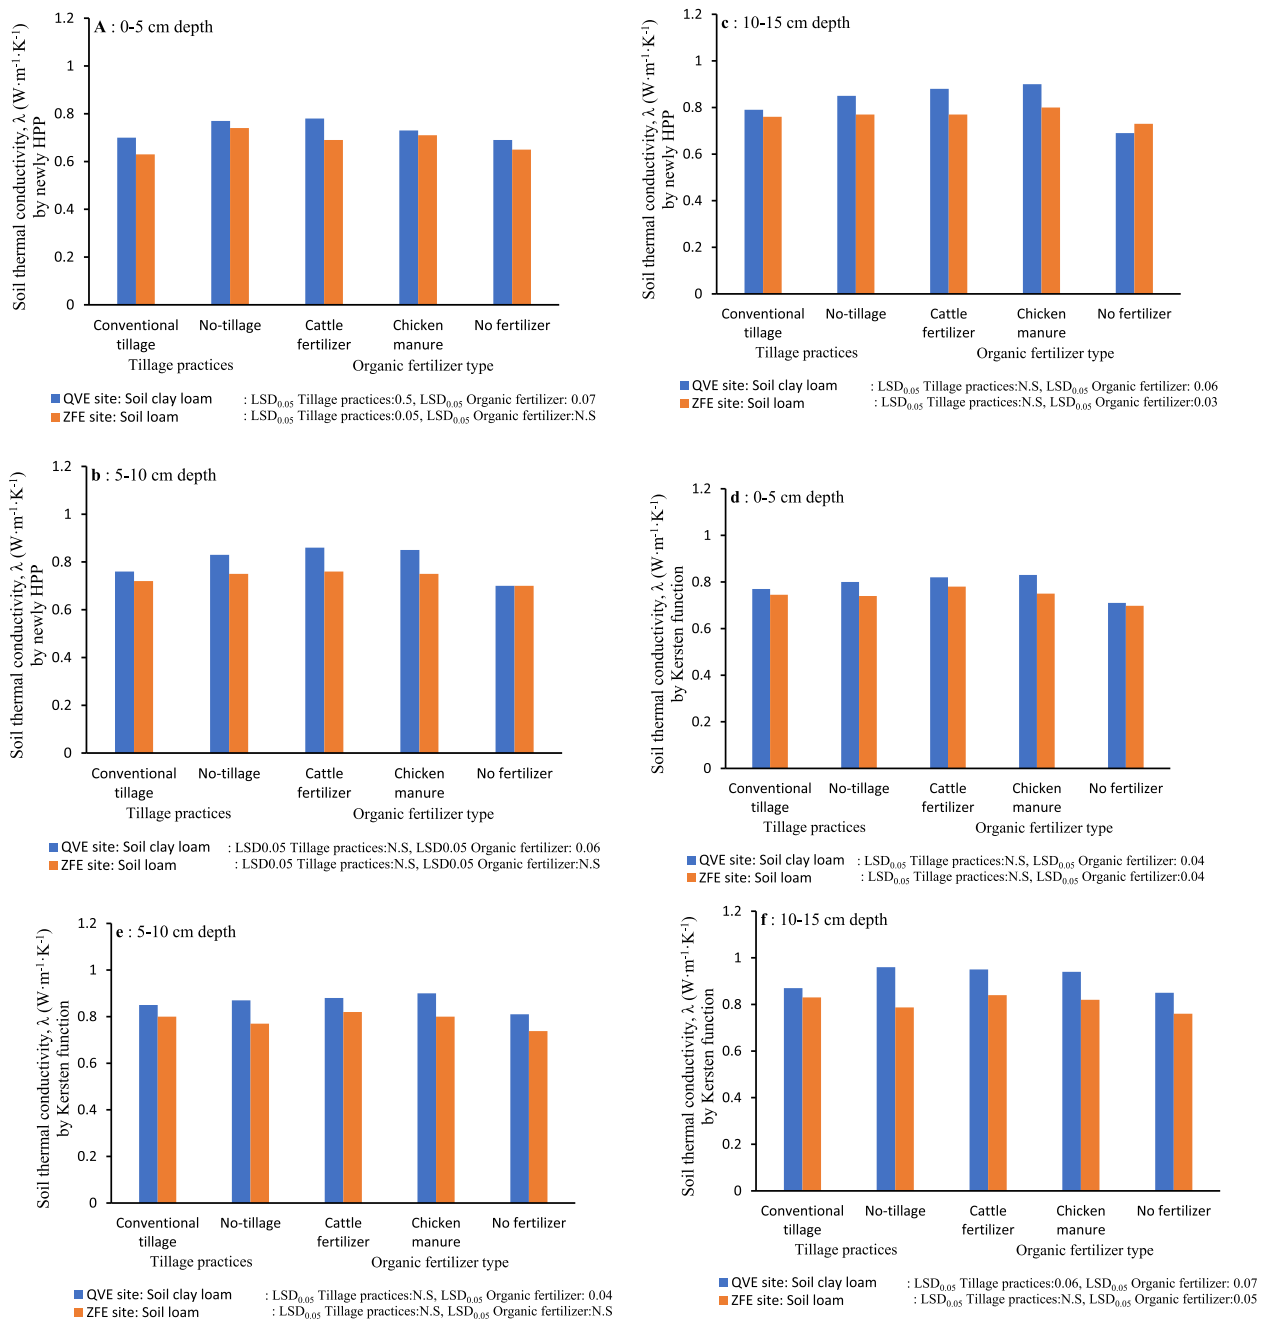 A : 0-5 cm depth
Soil thermal conductivity, λ (W·m⁻¹·K⁻¹)
by newly HPP
1.2
1
0.8
0.6
0.4
0.2
0
Conventional tillage
No-tillage
Cattle fertilizer
Chicken manure
No fertilizer
Tillage practices
Organic fertilizer type
QVE site: Soil clay loam : LSD₀.₀₅ Tillage practices:0.5, LSD₀.₀₅ Organic fertilizer: 0.07
ZFE site: Soil loam : LSD₀.₀₅ Tillage practices:0.05, LSD₀.₀₅ Organic fertilizer:N.S
c : 10-15 cm depth
Soil thermal conductivity, λ (W·m⁻¹·K⁻¹)
by newly HPP
1.2
1
0.8
0.6
0.4
0.2
0
Conventional tillage
No-tillage
Cattle fertilizer
Chicken manure
No fertilizer
Tillage practices
Organic fertilizer type
QVE site: Soil clay loam : LSD₀.₀₅ Tillage practices:N.S, LSD₀.₀₅ Organic fertilizer: 0.06
ZFE site: Soil loam : LSD₀.₀₅ Tillage practices:N.S, LSD₀.₀₅ Organic fertilizer:0.03
b : 5-10 cm depth
Soil thermal conductivity, λ (W·m⁻¹·K⁻¹)
by newly HPP
1.2
1
0.8
0.6
0.4
0.2
0
Conventional tillage
No-tillage
Cattle fertilizer
Chicken manure
No fertilizer
Tillage practices
Organic fertilizer type
QVE site: Soil clay loam : LSD0.05 Tillage practices:N.S, LSD0.05 Organic fertilizer: 0.06
ZFE site: Soil loam : LSD0.05 Tillage practices:N.S, LSD0.05 Organic fertilizer:N.S
d : 0-5 cm depth
Soil thermal conductivity, λ (W·m⁻¹·K⁻¹)
by Kersten function
1.2
1
0.8
0.6
0.4
0.2
0
Conventional tillage
No-tillage
Cattle fertilizer
Chicken manure
No fertilizer
Tillage practices
Organic fertilizer type
QVE site: Soil clay loam : LSD₀.₀₅ Tillage practices:N.S, LSD₀.₀₅ Organic fertilizer: 0.04
ZFE site: Soil loam : LSD₀.₀₅ Tillage practices:N.S, LSD₀.₀₅ Organic fertilizer:0.04
e : 5-10 cm depth
Soil thermal conductivity, λ (W·m⁻¹·K⁻¹)
by Kersten function
1.2
1
0.8
0.6
0.4
0.2
0
Conventional tillage
No-tillage
Cattle fertilizer
Chicken manure
No fertilizer
Tillage practices
Organic fertilizer type
QVE site: Soil clay loam : LSD₀.₀₅ Tillage practices:N.S, LSD₀.₀₅ Organic fertilizer: 0.04
ZFE site: Soil loam : LSD₀.₀₅ Tillage practices:N.S, LSD₀.₀₅ Organic fertilizer:N.S
f : 10-15 cm depth
Soil thermal conductivity, λ (W·m⁻¹·K⁻¹)
by Kersten function
1.2
1
0.8
0.6
0.4
0.2
0
Conventional tillage
No-tillage
Cattle fertilizer
Chicken manure
No fertilizer
Tillage practices
Organic fertilizer type
QVE site: Soil clay loam : LSD₀.₀₅ Tillage practices:0.06, LSD₀.₀₅ Organic fertilizer: 0.07
ZFE site: Soil loam : LSD₀.₀₅ Tillage practices:N.S, LSD₀.₀₅ Organic fertilizer:0.05